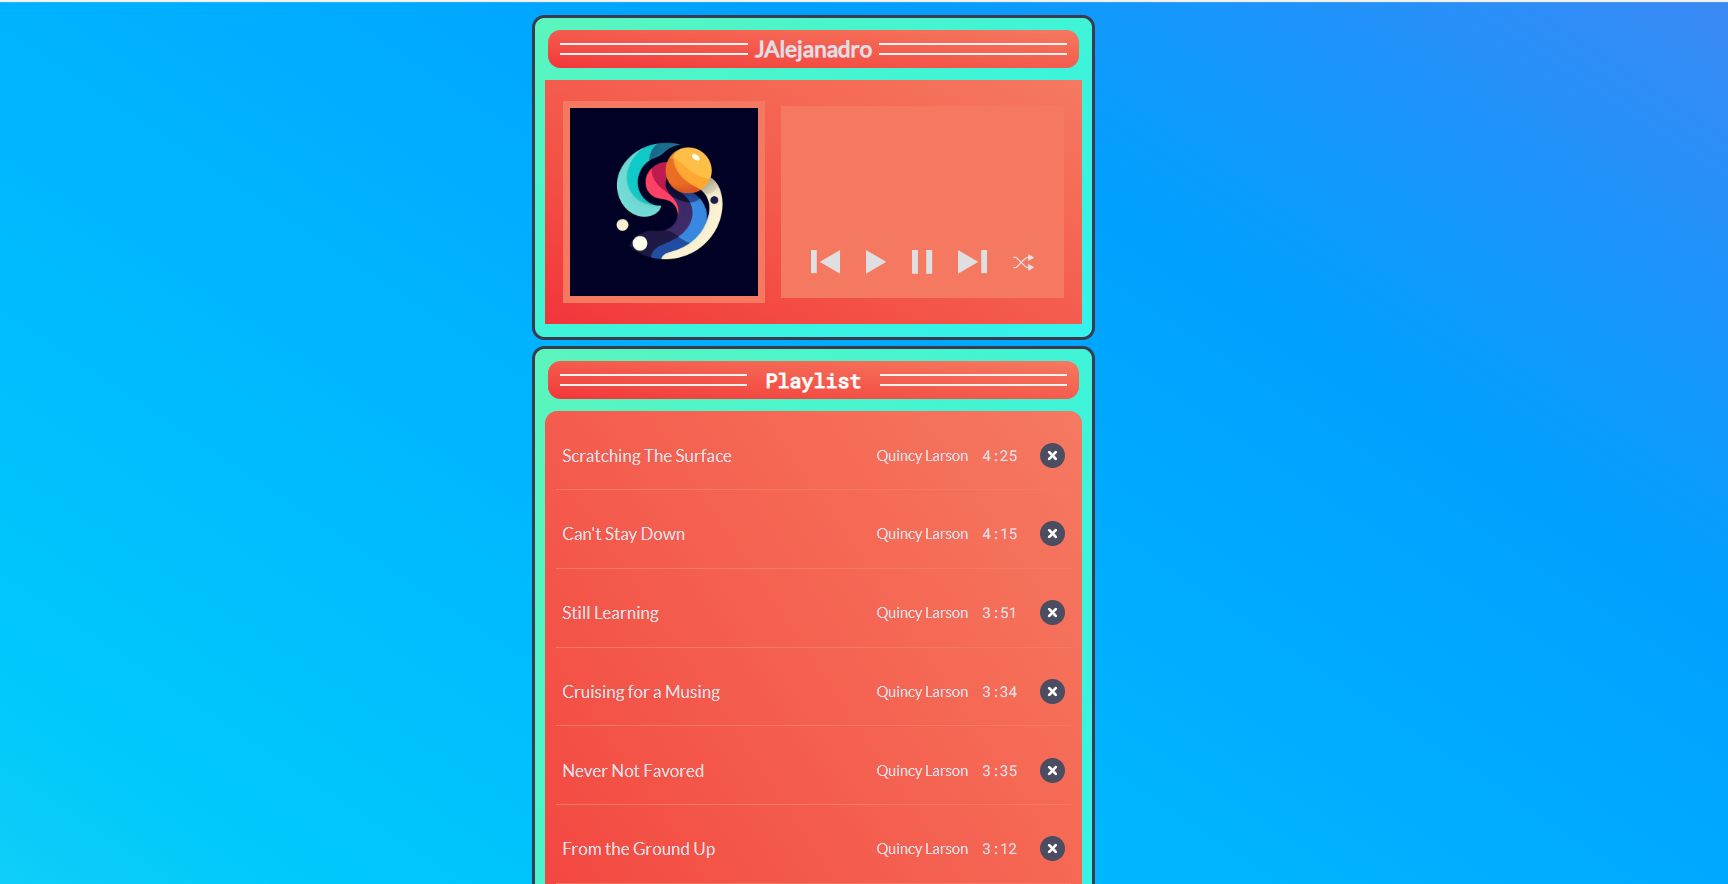 JAlejanadro
Playlist
Scratching The Surface Quincy Larson 4:25
Can't Stay Down Quincy Larson 4:15
Still Learning Quincy Larson 3:51
Cruising for a Musing Quincy Larson 3:34
Never Not Favored Quincy Larson 3:35
From the Ground Up Quincy Larson 3:12